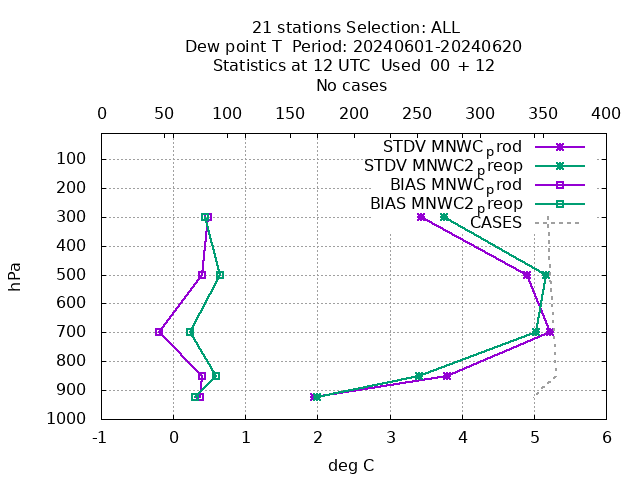 21 stations Selection: ALL
Dew point T  Period: 20240601-20240620
Statistics at 12 UTC  Used  00 + 12
No cases
0 50 100 150 200 250 300 350 400
STDV MNWC_prod
STDV MNWC2_preop
BIAS MNWC_prod
BIAS MNWC2_preop
CASES
hPa
100
200
300
400
500
600
700
800
900
1000
-1 0 1 2 3 4 5 6
deg C